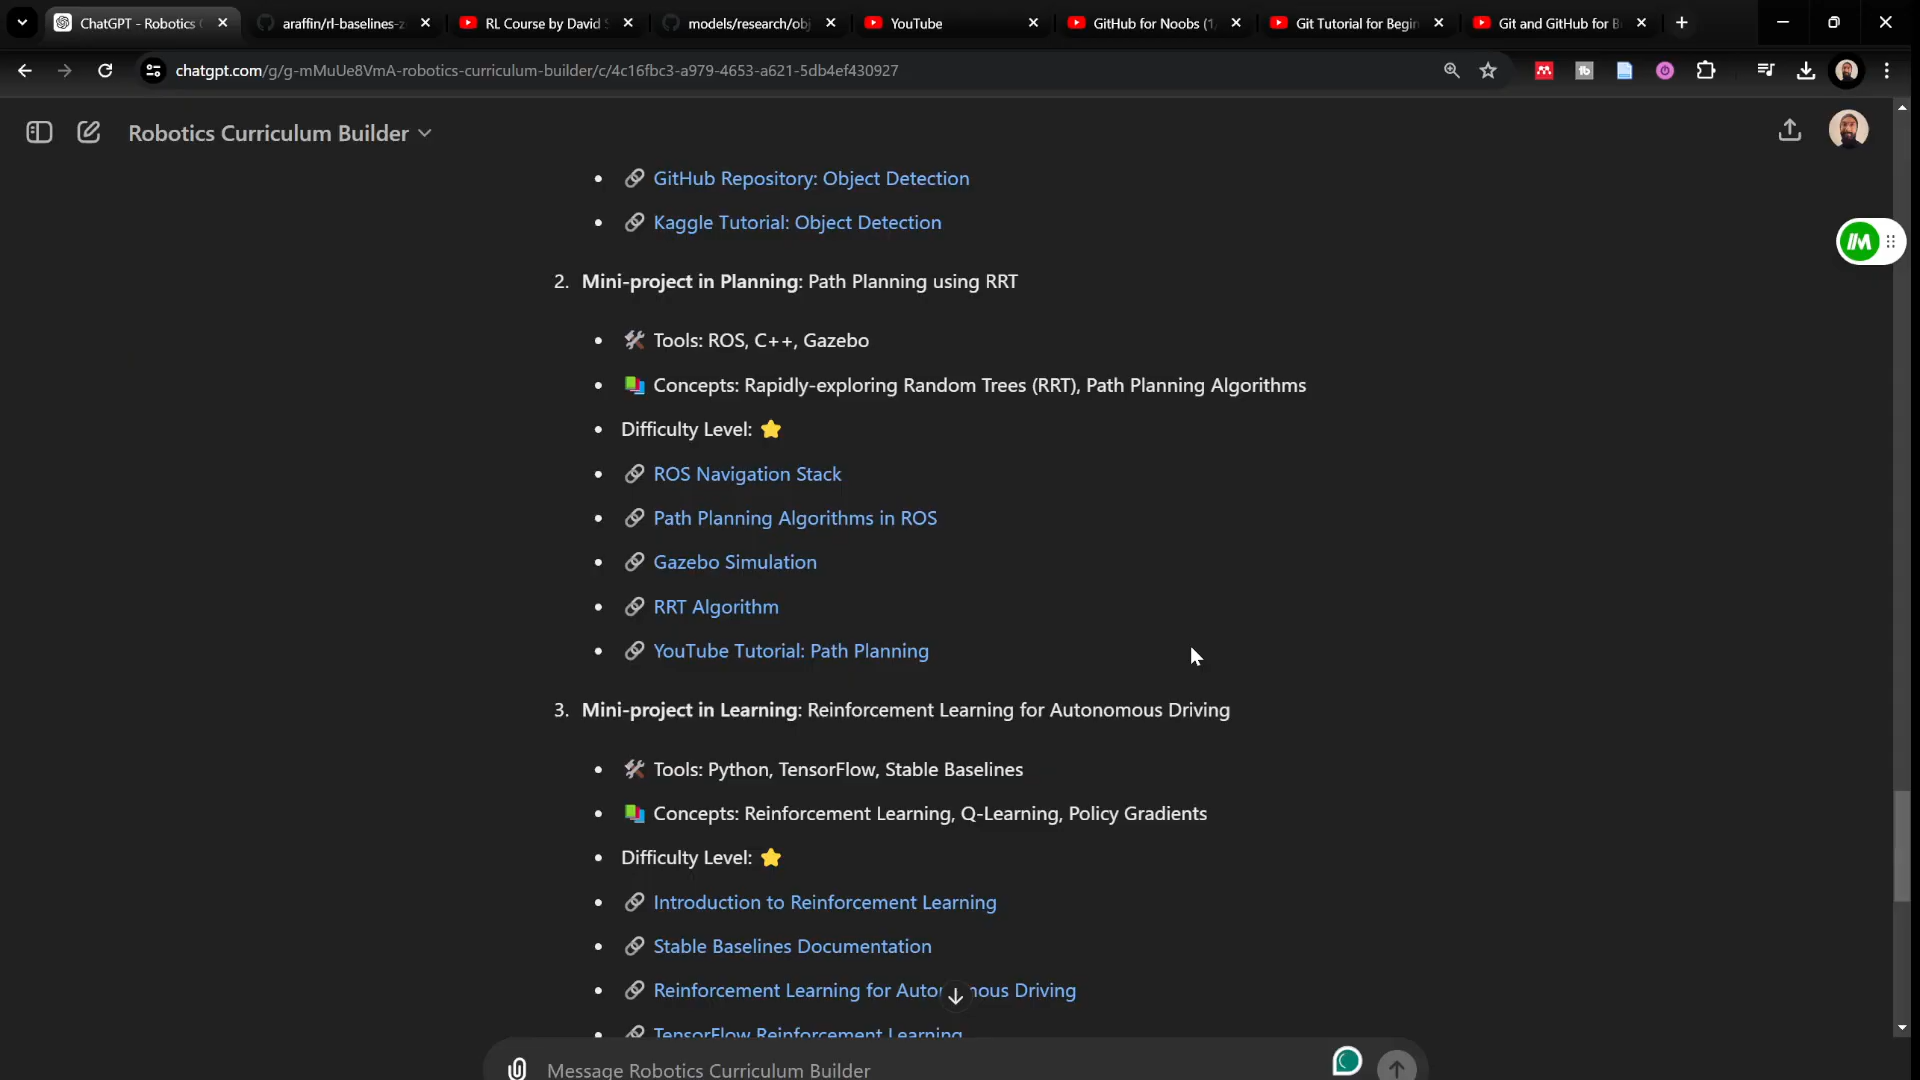 ChatGPT - Robotics
araffin/rl-baselines-
RL Course by David
models/research/obj
YouTube
GitHub for Noobs (1
Git Tutorial for Begin
Git and GitHub for B
chatgpt.com/g/g-mMuUe8VmA-robotics-curriculum-builder/c/4c16fbc3-a979-4653-a621-5db4ef430927
Robotics Curriculum Builder
GitHub Repository: Object Detection
Kaggle Tutorial: Object Detection
2. Mini-project in Planning: Path Planning using RRT
Tools: ROS, C++, Gazebo
Concepts: Rapidly-exploring Random Trees (RRT), Path Planning Algorithms
Difficulty Level:
ROS Navigation Stack
Path Planning Algorithms in ROS
Gazebo Simulation
RRT Algorithm
YouTube Tutorial: Path Planning
3. Mini-project in Learning: Reinforcement Learning for Autonomous Driving
Tools: Python, TensorFlow, Stable Baselines
Concepts: Reinforcement Learning, Q-Learning, Policy Gradients
Difficulty Level:
Introduction to Reinforcement Learning
Stable Baselines Documentation
Reinforcement Learning for Autonomous Driving
TensorFlow Reinforcement Learning
Message Robotics Curriculum Builder